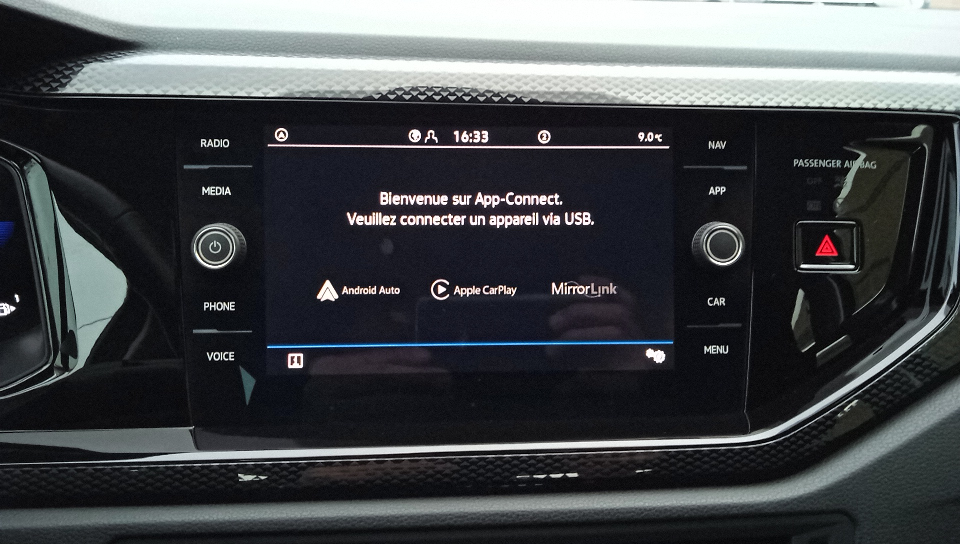 RADIO
MEDIA
PHONE
VOICE
16:33
9.0°C
Bienvenue sur App-Connect.
Veuillez connecter un appareil via USB.
Android Auto
Apple CarPlay
MirrorLink
NAV
APP
CAR
MENU
PASSENGER AIRBAG